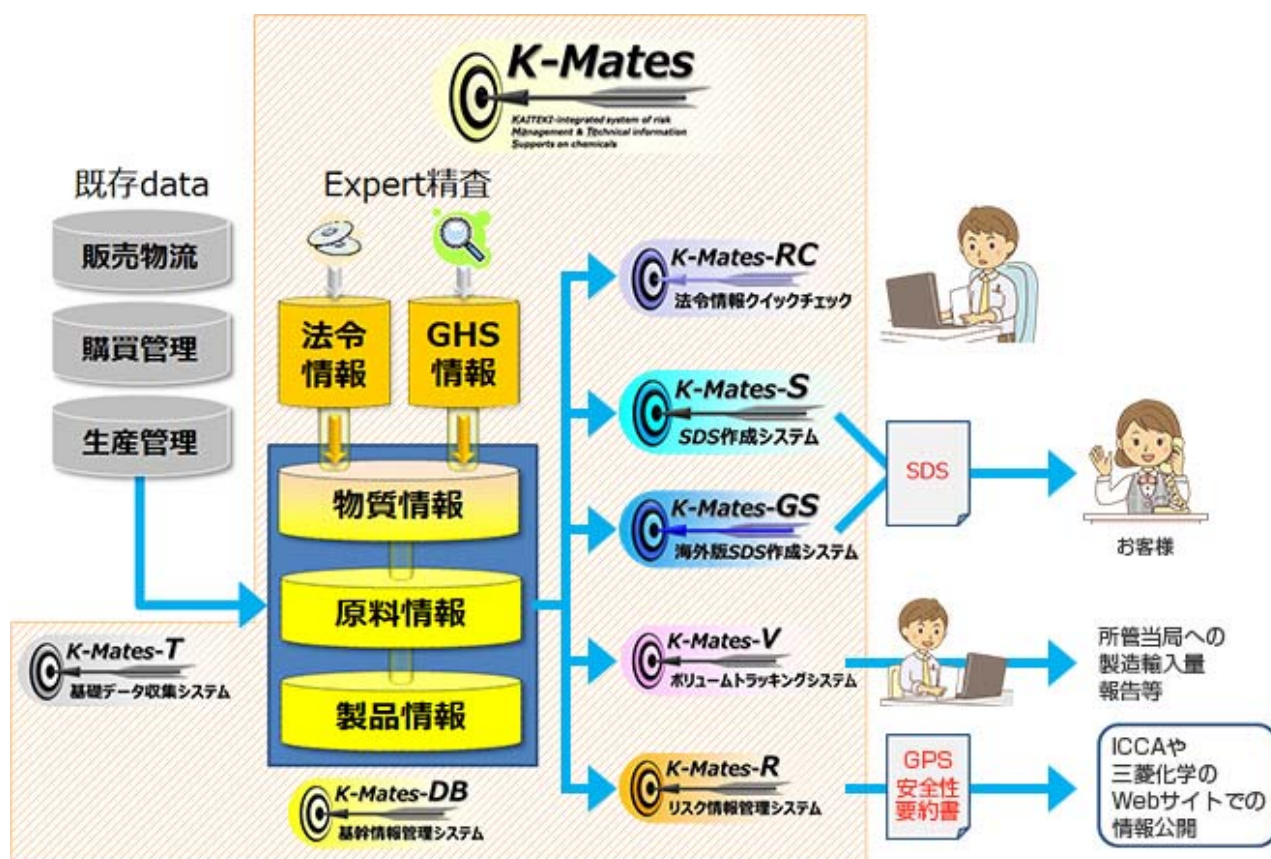 K-Mates
KAITEKI-integrated system of risk
Management & Technical information
Supports on chemicals
既存data
販売物流
購買管理
生産管理
Expert精査
法令
情報
GHS
情報
物質情報
原料情報
製品情報
K-Mates-T
基礎データ収集システム
K-Mates-DB
基幹情報管理システム
K-Mates-RC
法令情報クイックチェック
K-Mates-S
SDS作成システム
K-Mates-GS
海外版SDS作成システム
SDS
お客様
K-Mates-V
ボリュームトラッキングシステム
所管当局への
製造輸入量
報告等
K-Mates-R
リスク情報管理システム
GPS
安全性
要約書
ICCAや
三菱化学の
Webサイトでの
情報公開